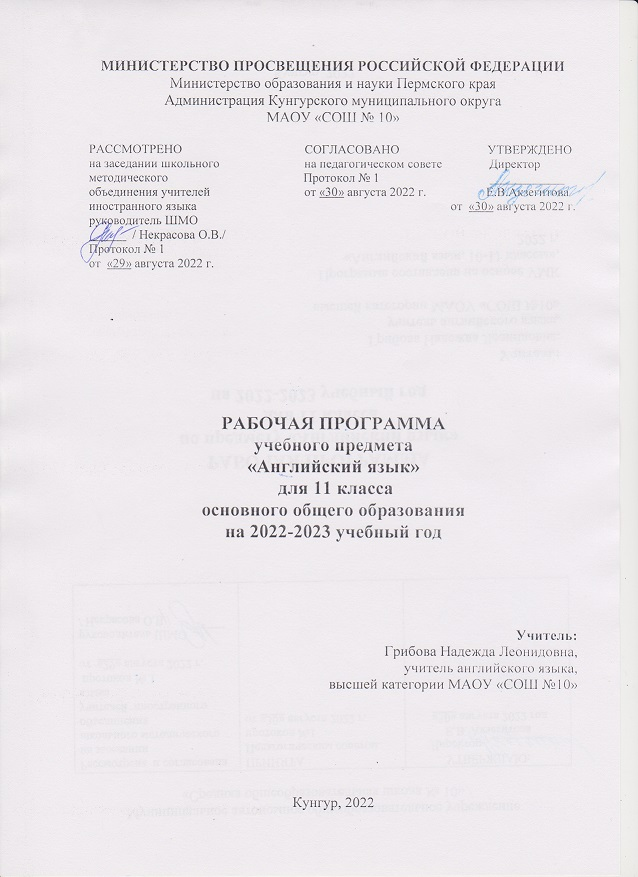 МИНИСТЕРСТВО ПРОСВЕЩЕНИЯ РОССИЙСКОЙ ФЕДЕРАЦИИ
Министерство образования и науки Пермского края
Администрация Кунгурского муниципального округа
МАОУ «СОШ № 10»
РАССМОТРЕНО
на заседании школьного
методического
объединения учителей
иностранного языка
руководитель ШМО
/ Некрасова О.В./
Протокол № 1
от «29» августа 2022 г.
СОГЛАСОВАНО
на педагогическом совете
Протокол № 1
от «30» августа 2022 г.
УТВЕРЖДЕНО
Директор
Е.В.Акзегитова
от «30» августа 2022 г.
РАБОЧАЯ ПРОГРАММА
учебного предмета
«Английский язык»
для 11 класса
основного общего образования
на 2022-2023 учебный год
Учитель:
Грибова Надежда Леонидовна,
учитель английского языка,
высшей категории МАОУ «СОШ №10»
Кунгур, 2022